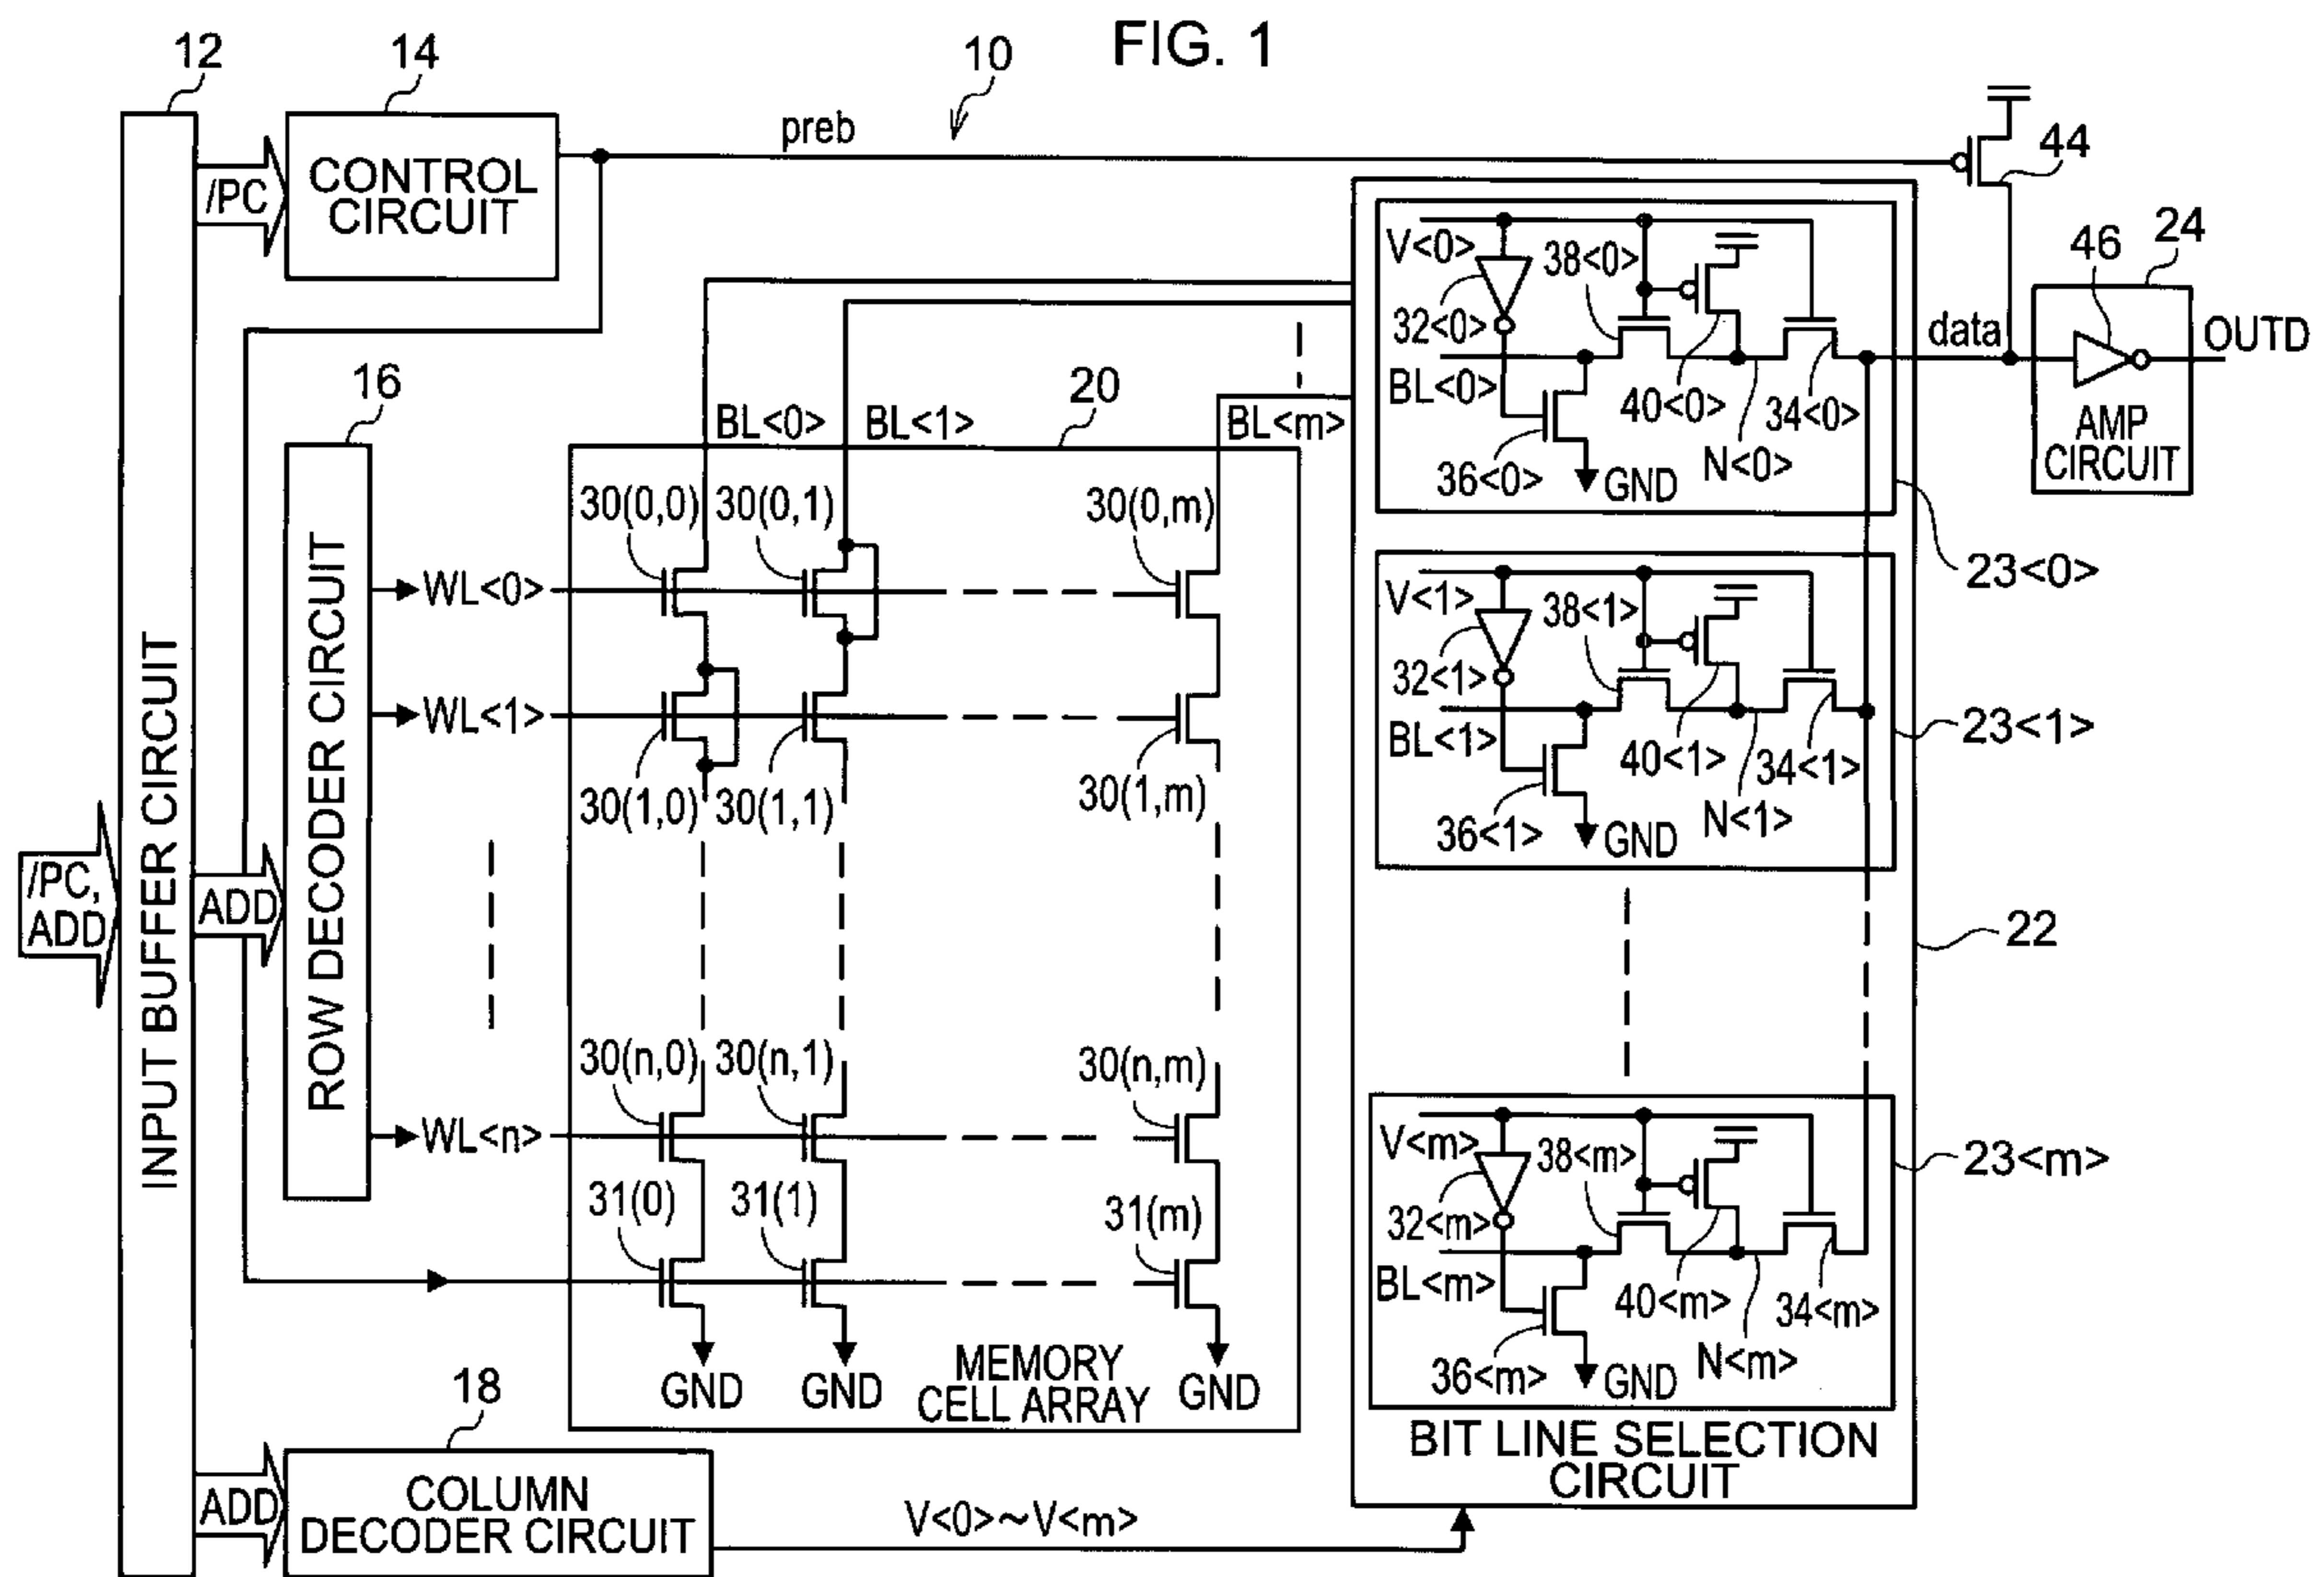 FIG. 1
10
12
14
preb
44
/PC
CONTROL
CIRCUIT
24
46
V<0>
38<0>
32<0>
data
OUTD
BL<0>
40<0>
34<0>
AMP
CIRCUIT
36<0>
GND
N<0>
23<0>
16
20
BL<0>
BL<1>
BL<m>
30(0,0)
30(0,1)
30(0,m)
WL<0>
V<1>
38<1>
32<1>
WL<1>
BL<1>
40<1>
34<1>
23<1>
30(1,0)
30(1,1)
30(1,m)
36<1>
GND
N<1>
INPUT BUFFER CIRCUIT
ROW DECODER CIRCUIT
/PC,
ADD
ADD
22
30(n,0)
30(n,1)
30(n,m)
WL<n>
V<m>
38<m>
23<m>
31(0)
31(1)
31(m)
32<m>
BL<m>
40<m>
34<m>
36<m>
GND
N<m>
GND
GND
GND
MEMORY
CELL ARRAY
BIT LINE SELECTION
CIRCUIT
18
ADD
COLUMN
DECODER CIRCUIT
V<0>~V<m>